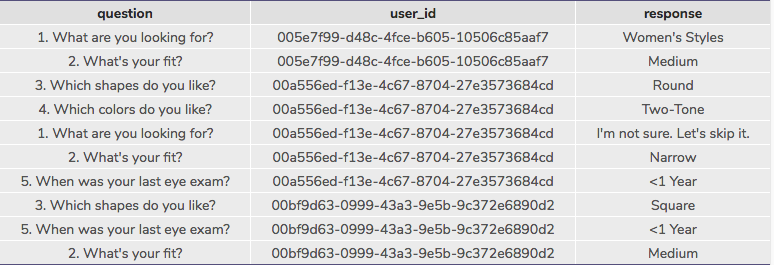 question user_id response
1. What are you looking for? 005e7f99-d48c-4fce-b605-10506c85aaf7 Women's Styles
2. What's your fit? 005e7f99-d48c-4fce-b605-10506c85aaf7 Medium
3. Which shapes do you like? 00a556ed-f13e-4c67-8704-27e3573684cd Round
4. Which colors do you like? 00a556ed-f13e-4c67-8704-27e3573684cd Two-Tone
1. What are you looking for? 00a556ed-f13e-4c67-8704-27e3573684cd I'm not sure. Let's skip it.
2. What's your fit? 00a556ed-f13e-4c67-8704-27e3573684cd Narrow
5. When was your last eye exam? 00a556ed-f13e-4c67-8704-27e3573684cd <1 Year
3. Which shapes do you like? 00bf9d63-0999-43a3-9e5b-9c372e6890d2 Square
5. When was your last eye exam? 00bf9d63-0999-43a3-9e5b-9c372e6890d2 <1 Year
2. What's your fit? 00bf9d63-0999-43a3-9e5b-9c372e6890d2 Medium